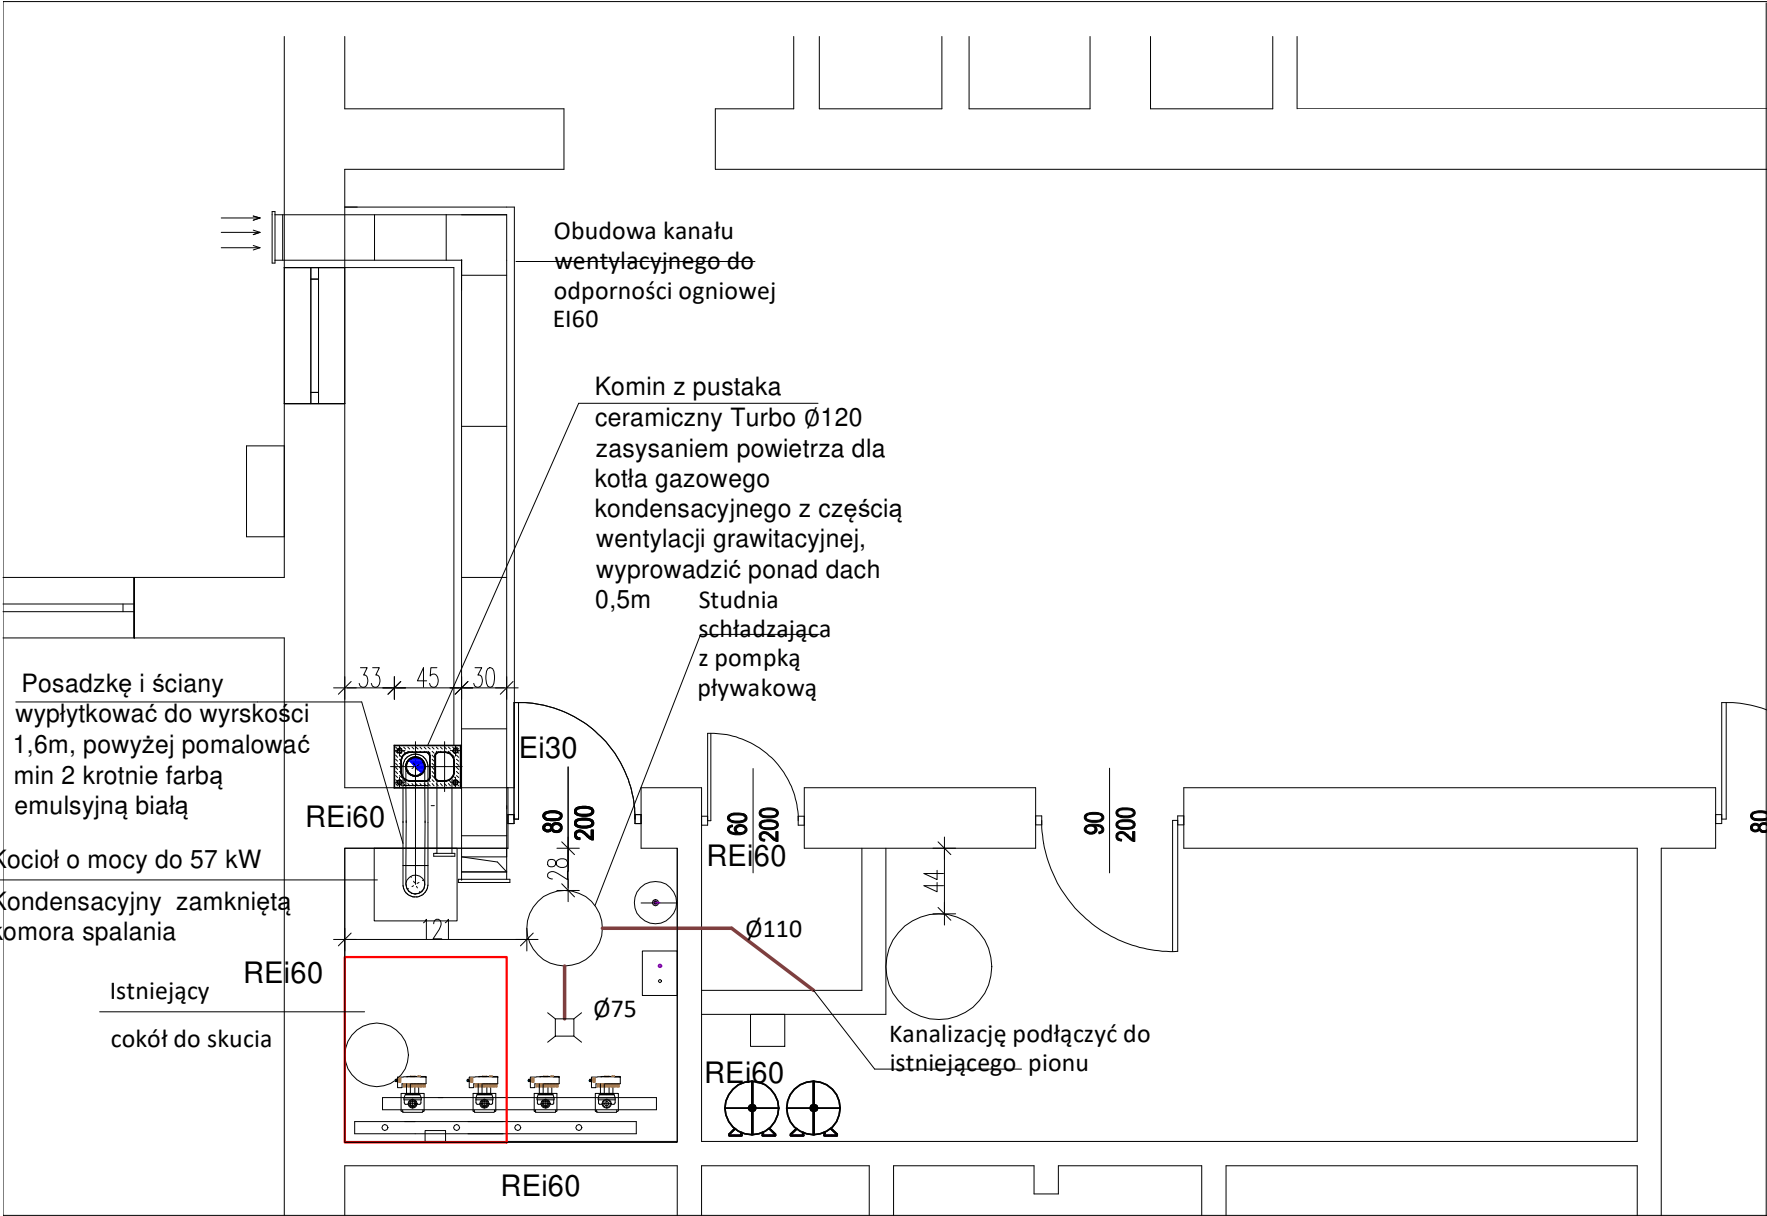 Obudowa kanału
wentylacyjnego do
odporności ogniowej
EI60
Komin z pustaka
ceramiczny Turbo Ø120
zasysaniem powietrza dla
kotła gazowego
kondensacyjnego z częścią
wentylacji grawitacyjnej,
wyprowadzić ponad dach
0,5m
Studnia
schładzająca
z pompką
pływakową
33 45 30
Posadzkę i ściany
wypłytkować do wyrskości
1,6m, powyżej pomalować
min 2 krotnie farbą
emulsyjną białą
Ei30
80
200
60
200
90
200
80
REi60
REi60
Kocioł o mocy do 57 kW
Kondensacyjny zamkniętą
komora spalania
28
44
121
Ø110
REi60
Istniejący
cokół do skucia
Ø75
Kanalizację podłączyć do
istniejącego pionu
REi60
REi60